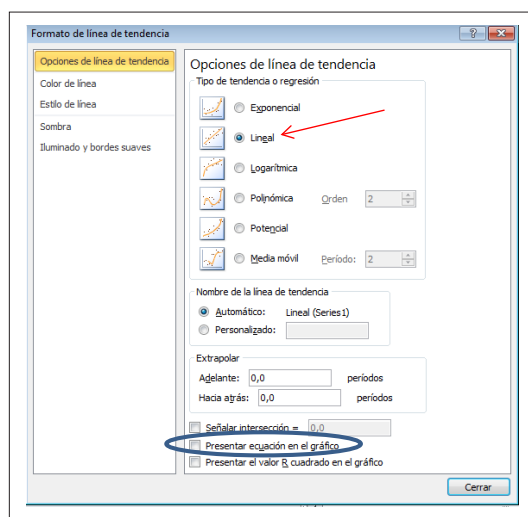 Formato de línea de tendencia
Opciones de línea de tendencia
Color de línea
Estilo de línea
Sombra
Iluminado y bordes suaves
Opciones de línea de tendencia
Tipo de tendencia o regresión
Exponencial
Lineal
Logarítmica
Polinómica Orden 2
Potencial
Media móvil Período: 2
Nombre de la línea de tendencia
Automático: Lineal (Series1)
Personalizado:
Extrapolar
Adelante: 0,0 períodos
Hacia atrás: 0,0 períodos
Señalar intersección = 0,0
Presentar ecuación en el gráfico
Presentar el valor R cuadrado en el gráfico
Cerrar